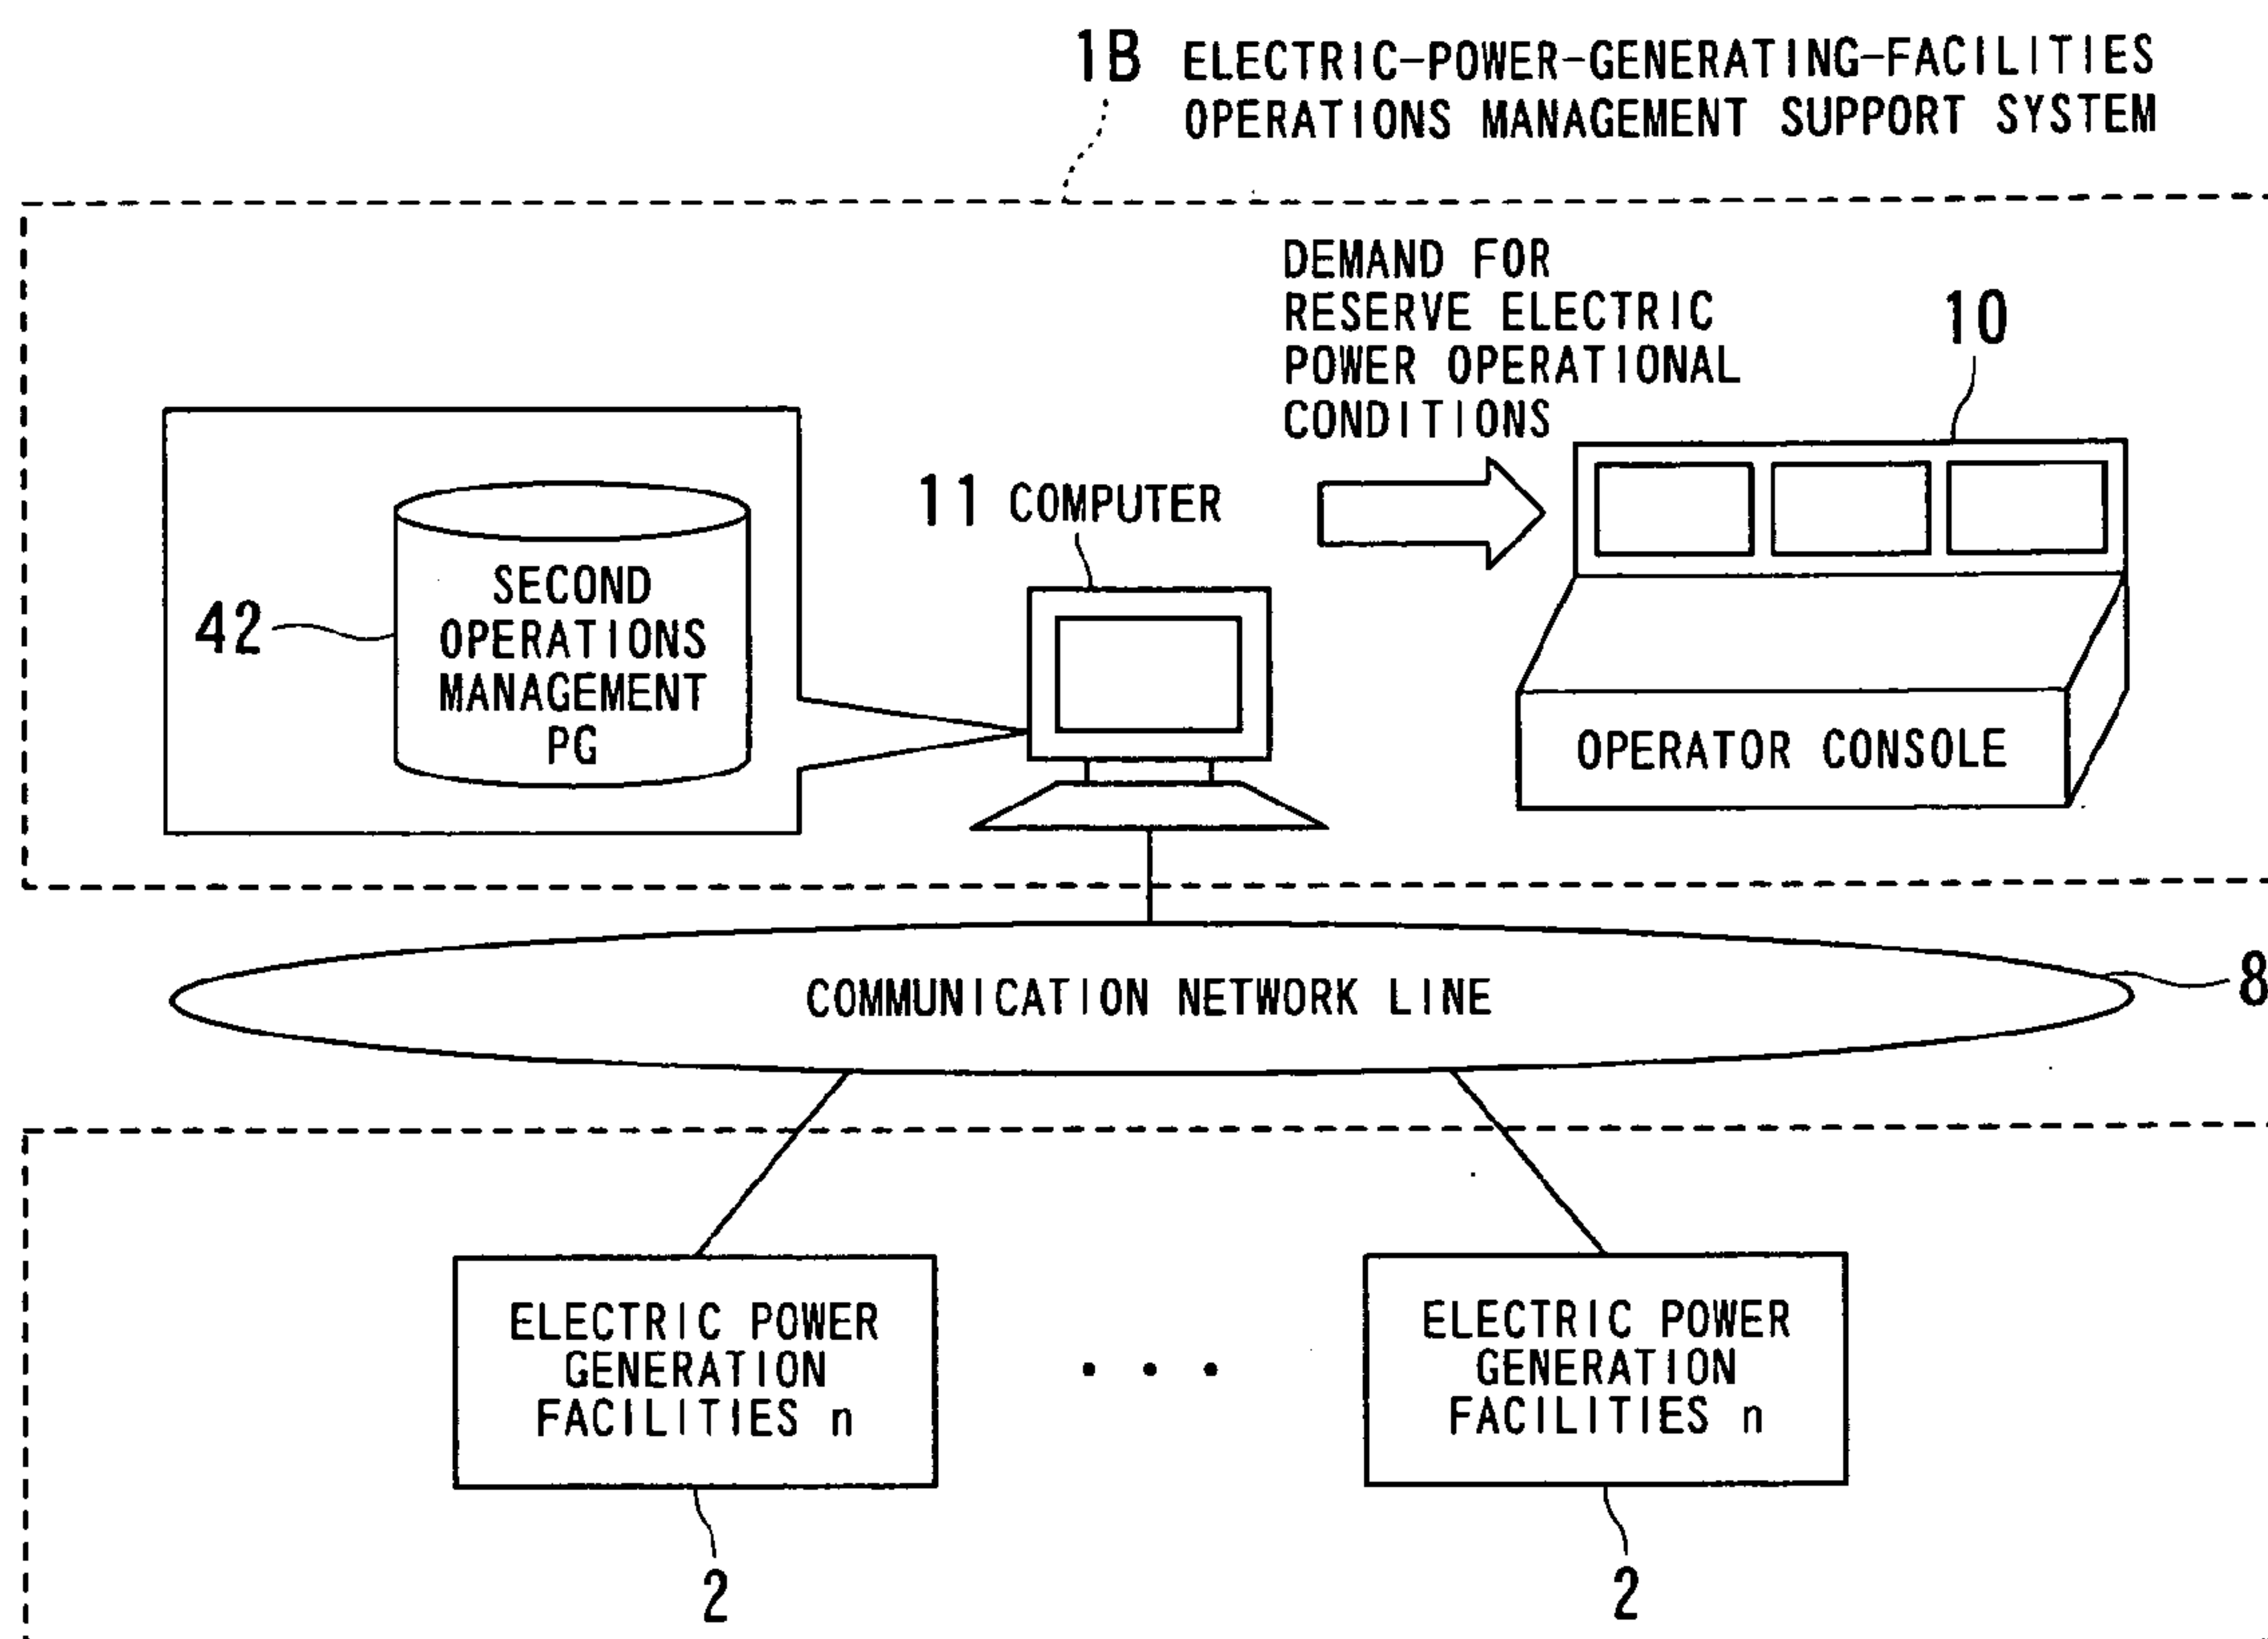 1B ELECTRIC-POWER-GENERATING-FACILITIES
OPERATIONS MANAGEMENT SUPPORT SYSTEM
DEMAND FOR
RESERVE ELECTRIC
POWER OPERATIONAL
CONDITIONS
10
11 COMPUTER
42
SECOND
OPERATIONS
MANAGEMENT
PG
OPERATOR CONSOLE
COMMUNICATION NETWORK LINE
8
ELECTRIC POWER
GENERATION
FACILITIES n
• • •
ELECTRIC POWER
GENERATION
FACILITIES n
2
2